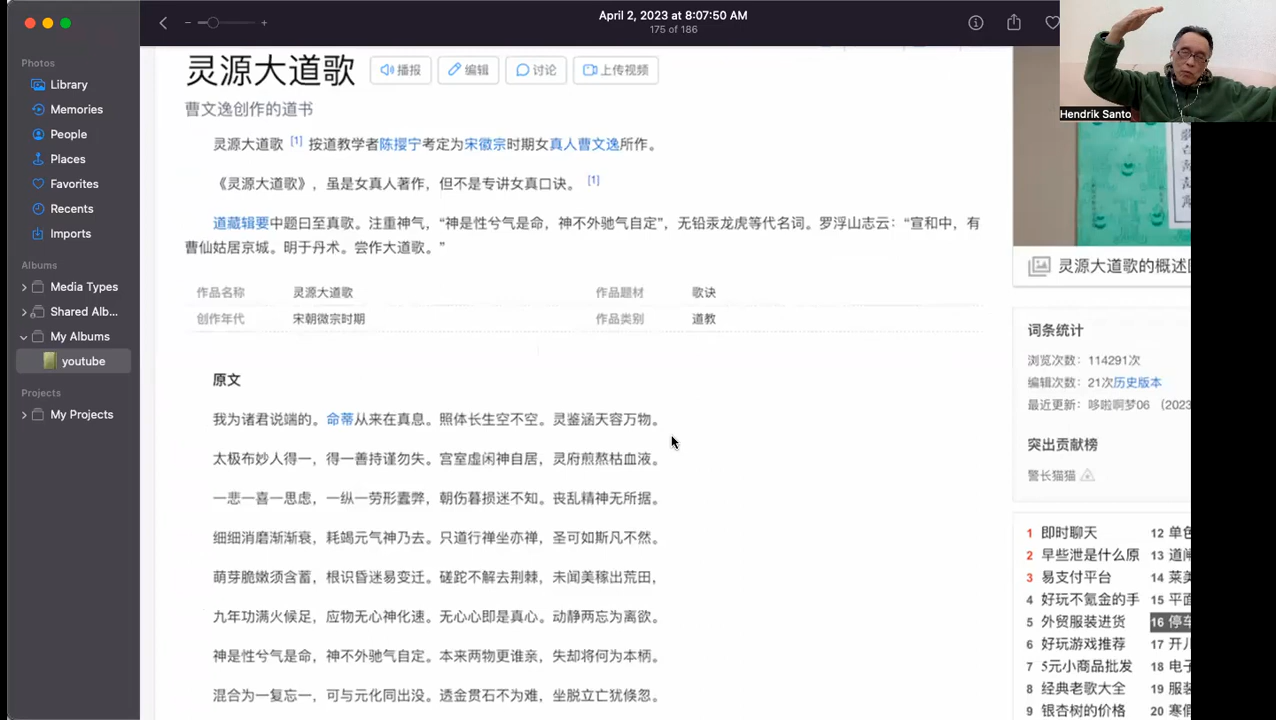 April 2, 2023 at 8:07:50 AM
175 of 186
Photos
Library
Memories
People
Places
Favorites
Recents
Imports
Albums
Media Types
Shared Alb...
My Albums
youtube
Projects
My Projects
灵源大道歌
播报
编辑
讨论
上传视频
曹文逸创作的道书
灵源大道歌 [1] 按道教学者陈撄宁考定为宋徽宗时期女真人曹文逸所作。
《灵源大道歌》，虽是女真人著作，但不是专讲女真口诀。 [1]
道藏辑要中题曰至真歌。注重神气，“神是性兮气是命，神不外驰气自定”，无铅汞龙虎等代名词。罗浮山志云：“宣和中，有
曹仙姑居京城。明于丹术。尝作大道歌。”
作品名称 灵源大道歌 作品题材 歌诀
创作年代 宋朝微宗时期 作品类别 道教
原文
我为诸君说端的。命蒂从来在真息。照体长生空不空。灵鉴涵天容万物。
太极布妙人得一，得一善持谨勿失。宫室虚闲神自居，灵府煎熬枯血液。
一悲一喜一思虑，一纵一劳形蠹弊，朝伤暮损迷不知。丧乱精神无所据。
细细消磨渐渐衰，耗竭元气神乃去。只道行禅坐亦禅，圣可如斯凡不然。
萌芽脆嫩须含蓄，根识昏迷易变迁。磋跎不解去荆棘，未闻美稼出荒田，
九年功满火候足，应物无心神化速。无心心即是真心。动静两忘为离欲。
神是性兮气是命，神不外驰气自定。本来两物更谁亲，失却将何为本柄。
混合为一复忘一，可与元化同出没。透金贯石不为难，坐脱立亡犹倏忽。
Hendrik Santo
灵源大道歌的概述
词条统计
浏览次数：114291次
编辑次数：21次历史版本
最近更新：哆啦啊梦06 (2023
突出贡献榜
警长猫猫
1 即时聊天 12 单色
2 早些泄是什么原 13 道闸
3 易支付平台 14 莱美
4 好玩不氪金的手 15 平面
5 外贸服装进货 16 停车
6 好玩游戏推荐 17 开
7 5元小商品批发 18 电子
8 经典老歌大全 19 服装
9 银杏树的价格 20 寒假